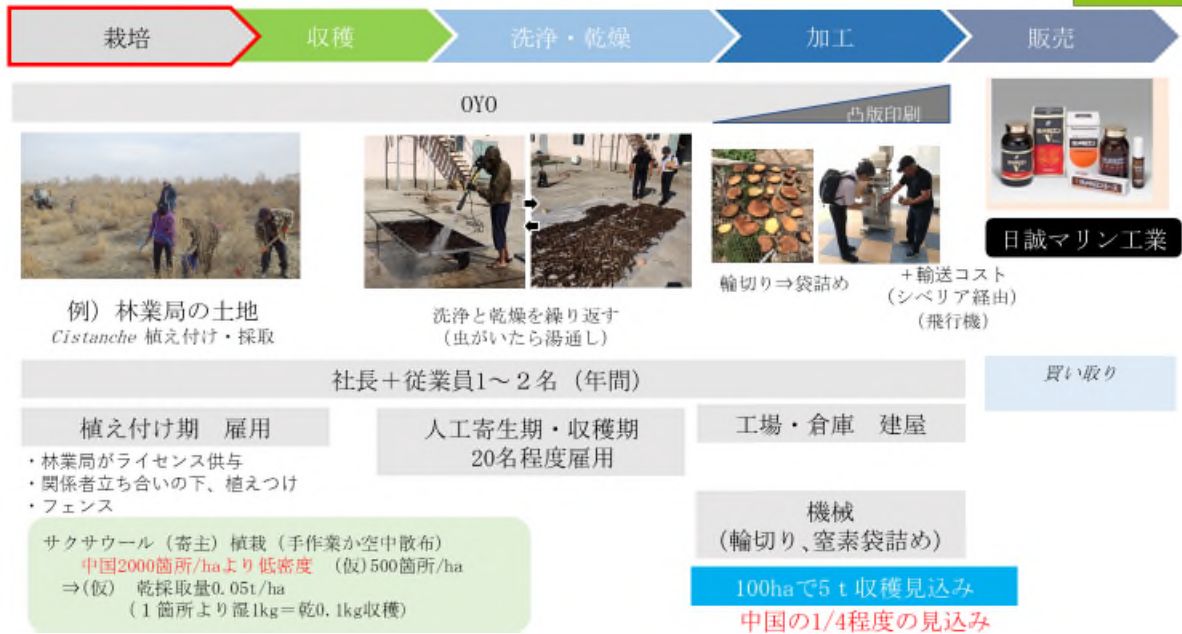 栽培
収穫
洗浄・乾燥
加工
販売
OYO
凸版印刷
例）林業局の土地
Cistanche 植え付け・採取
洗浄と乾燥を繰り返す
（虫がいたら湯通し）
輪切り⇒袋詰め
＋輸送コスト
（シベリア経由）
（飛行機）
日誠マリン工業
社長＋従業員1～２名（年間）
買い取り
植え付け期　雇用
・林業局がライセンス供与
・関係者立ち合いの下、植えつけ
・フェンス
人工寄生期・収穫期
20名程度雇用
工場・倉庫　建屋
機械
（輪切り、窒素袋詰め）
サクサウール（寄主）植栽（手作業か空中散布）
中国2000箇所/haより低密度　（仮）500箇所/ha
⇒（仮）　乾採取量0.05t/ha
（１箇所より湿1kg＝乾0.1kg収穫）
100haで5ｔ収穫見込み
中国の1/4程度の見込み